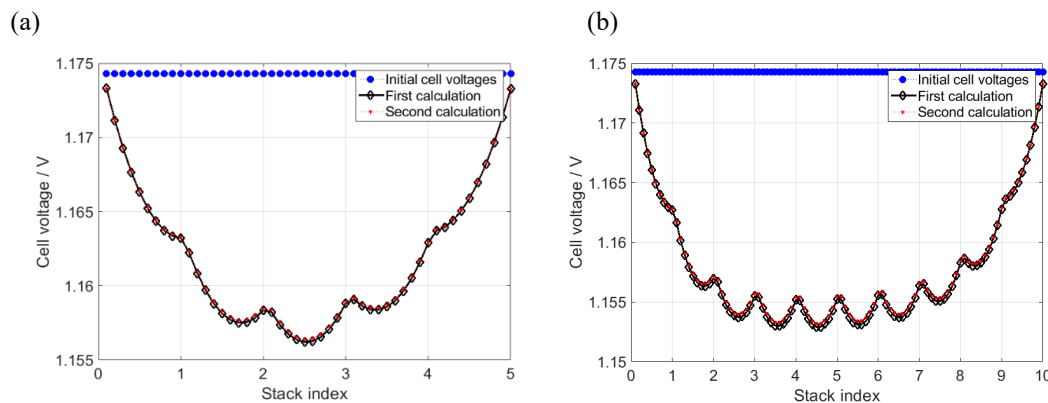 (a)
1.175
1.17
1.165
1.16
1.155
Cell voltage / V
0 1 2 3 4 5
Stack index
Initial cell voltages
First calculation
Second calculation
(b)
1.175
1.17
1.165
1.16
1.155
1.15
Cell voltage / V
0 1 2 3 4 5 6 7 8 9 10
Stack index
Initial cell voltages
First calculation
Second calculation